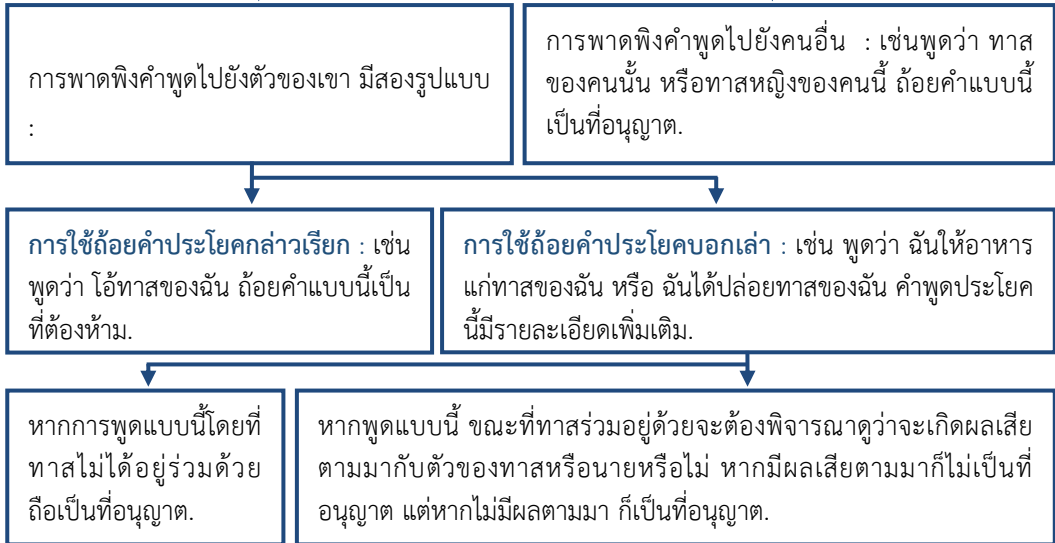 การพาดพิงคำพูดไปยังตัวของเขา มีสองรูปแบบ
:
การพาดพิงคำพูดไปยังคนอื่น : เช่นพูดว่า ทาส
ของคนนั้น หรือทาสหญิงของคนนี้ ถ้อยคำแบบนี้
เป็นที่อนุญาต.
การใช้ถ้อยคำประโยคกล่าวเรียก : เช่น
พูดว่า โอ้ทาสของฉัน ถ้อยคำแบบนี้เป็น
ที่ต้องห้าม.
การใช้ถ้อยคำประโยคบอกเล่า : เช่น พูดว่า ฉันให้อาหาร
แก่ทาสของฉัน หรือ ฉันได้ปล่อยทาสของฉัน คำพูดประโยค
นี้มีรายละเอียดเพิ่มเติม.
หากการพูดแบบนี้โดยที่
ทาสไม่ได้อยู่ร่วมด้วย
ถือเป็นที่อนุญาต.
หากพูดแบบนี้ ขณะที่ทาสร่วมอยู่ด้วยจะต้องพิจารณาดูว่าจะเกิดผลเสีย
ตามมากับตัวของทาสหรือนายหรือไม่ หากมีผลเสียตามมาก็ไม่เป็นที่
อนุญาต แต่หากไม่มีผลตามมา ก็เป็นที่อนุญาต.